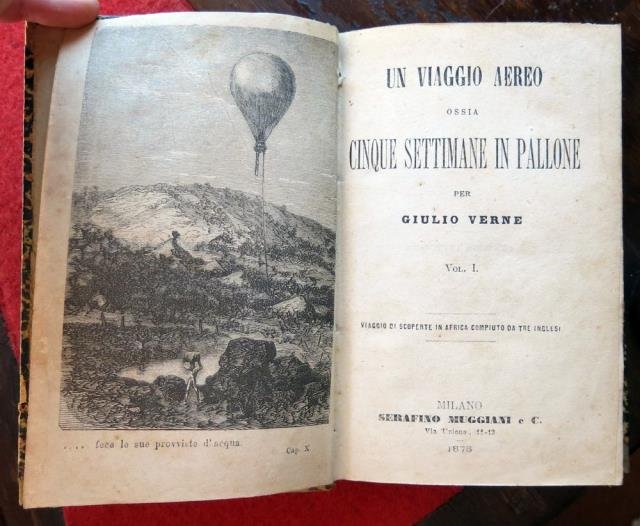 .... fece le sue provviste d'acqua.
Cap. X.
UN VIAGGIO AEREO
OSSIA
CINQUE SETTIMANE IN PALLONE
PER
GIULIO VERNE
VOL. I.
VIAGGIO DI SCOPERTE IN AFRICA COMPIUTO DA TRE INGLESI
MILANO
SERAFINO MUGGIANI e C.
Via Unione, 11-13